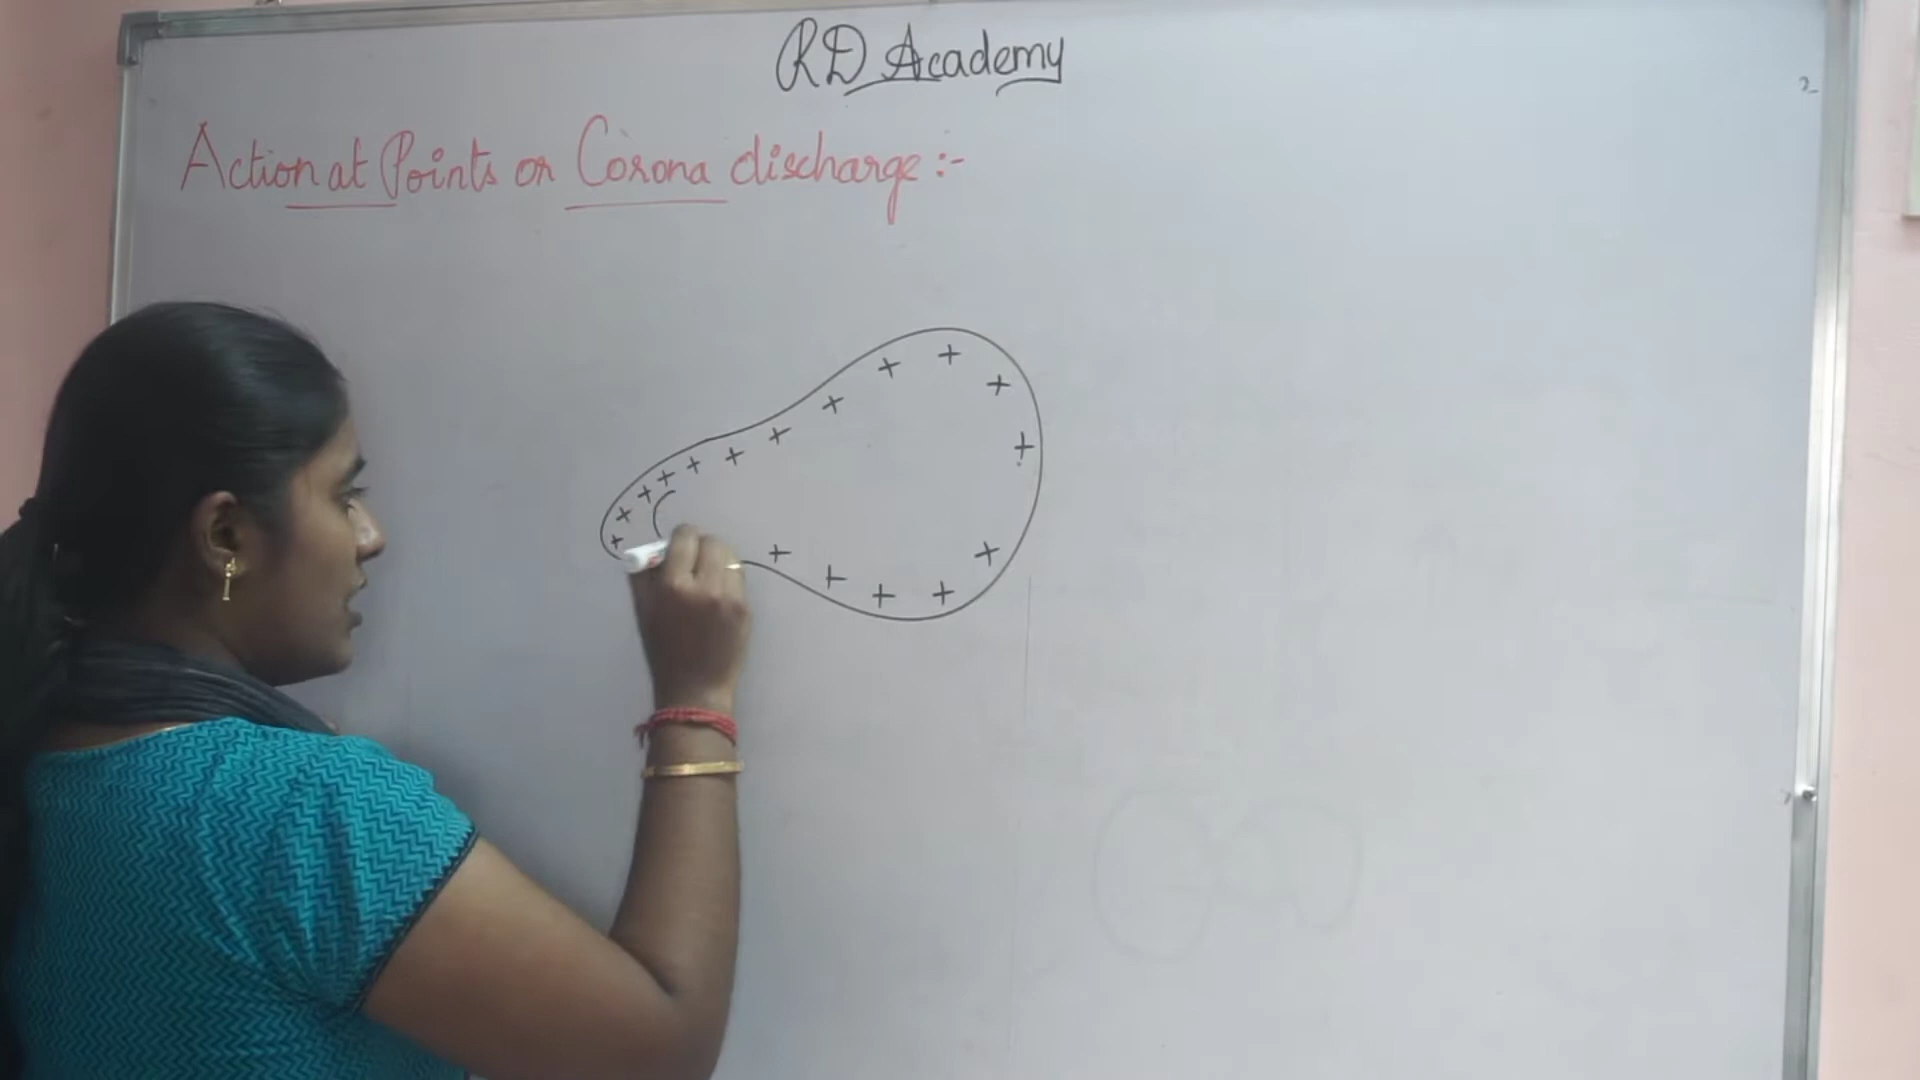 RD Academy
Action at Points or Corona discharge :-